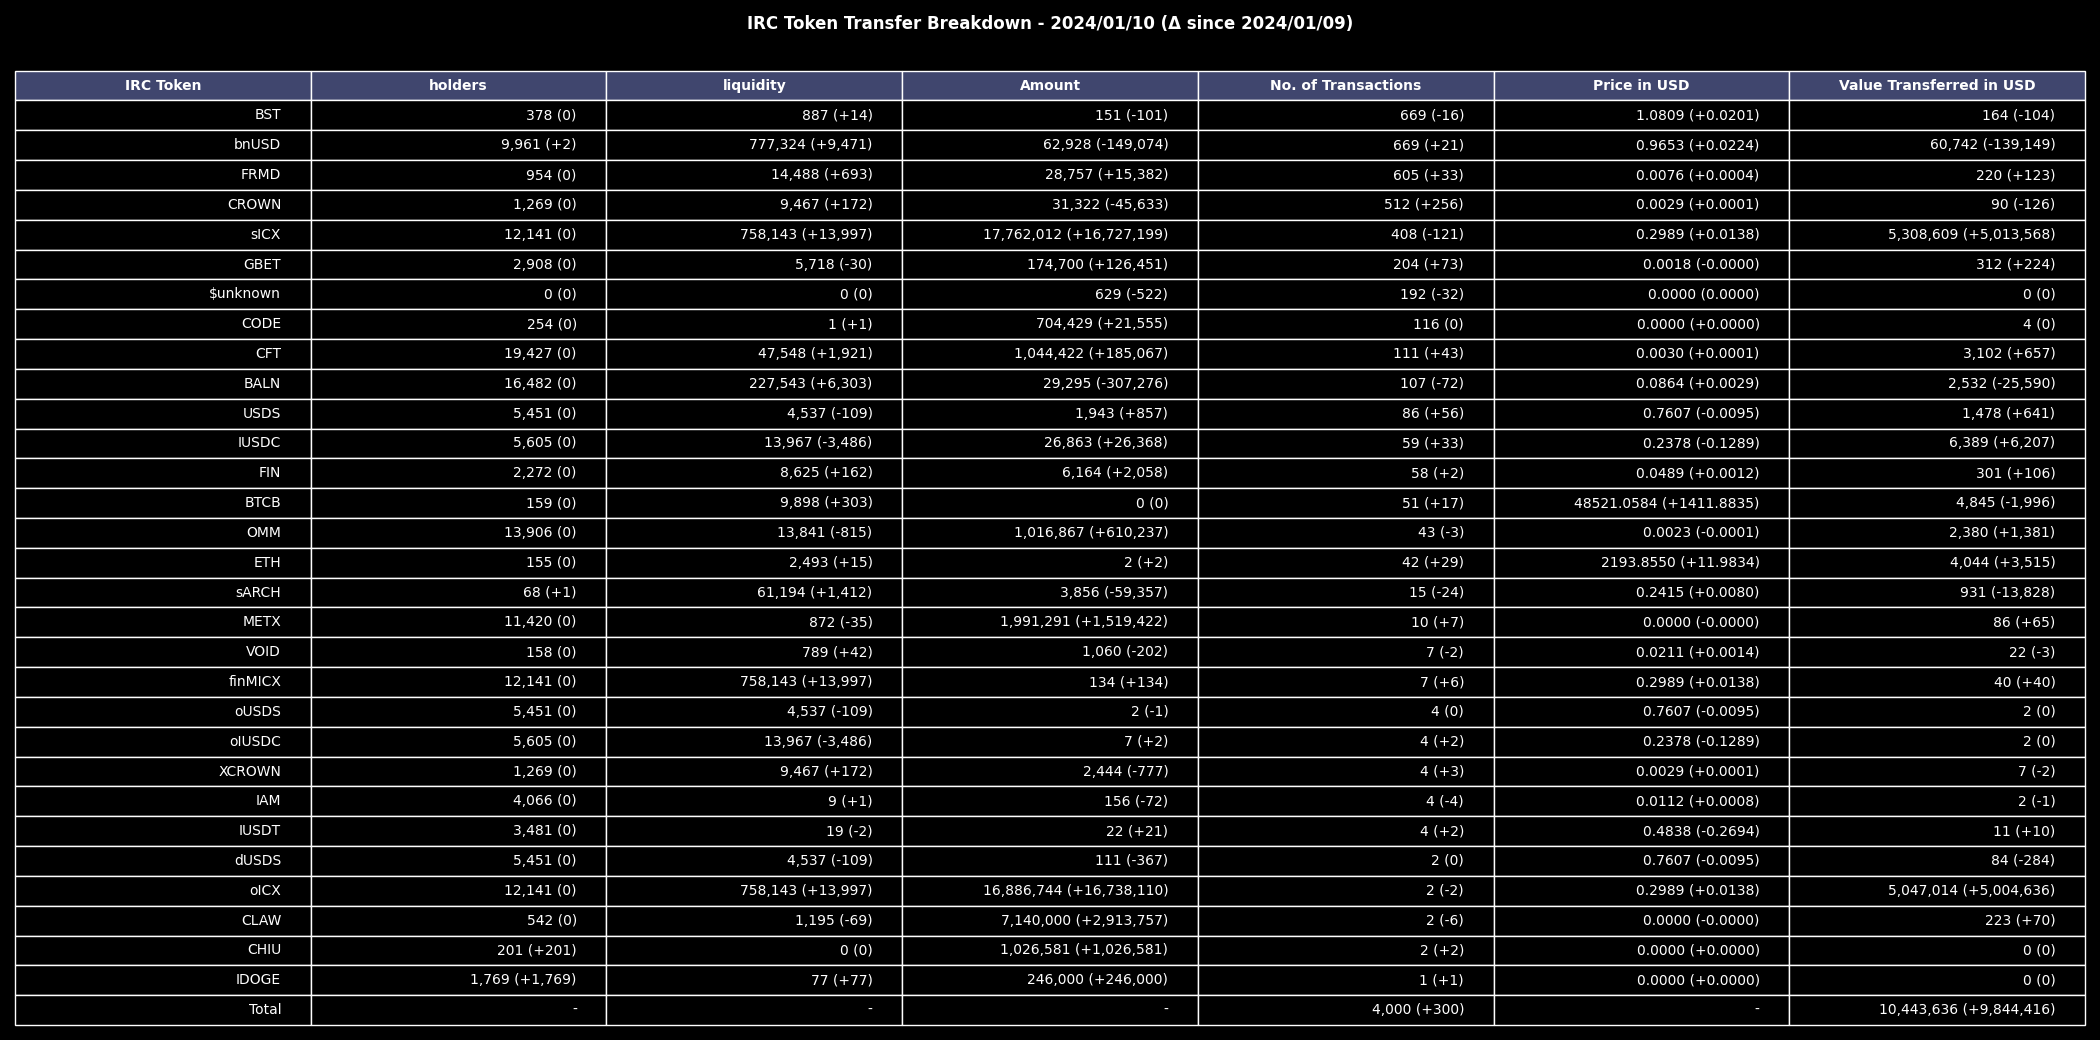 IRC Token Transfer Breakdown - 2024/01/10 (Δ since 2024/01/09)
IRC Token holders liquidity Amount No. of Transactions Price in USD Value Transferred in USD
BST 378 (0) 887 (+14) 151 (-101) 669 (-16) 1.0809 (+0.0201) 164 (-104)
bnUSD 9,961 (+2) 777,324 (+9,471) 62,928 (-149,074) 669 (+21) 0.9653 (+0.0224) 60,742 (-139,149)
FRMD 954 (0) 14,488 (+693) 28,757 (+15,382) 605 (+33) 0.0076 (+0.0004) 220 (+123)
CROWN 1,269 (0) 9,467 (+172) 31,322 (-45,633) 512 (+256) 0.0029 (+0.0001) 90 (-126)
sICX 12,141 (0) 758,143 (+13,997) 17,762,012 (+16,727,199) 408 (-121) 0.2989 (+0.0138) 5,308,609 (+5,013,568)
GBET 2,908 (0) 5,718 (-30) 174,700 (+126,451) 204 (+73) 0.0018 (-0.0000) 312 (+224)
$unknown 0 (0) 0 (0) 629 (-522) 192 (-32) 0.0000 (0.0000) 0 (0)
CODE 254 (0) 1 (+1) 704,429 (+21,555) 116 (0) 0.0000 (+0.0000) 4 (0)
CFT 19,427 (0) 47,548 (+1,921) 1,044,422 (+185,067) 111 (+43) 0.0030 (+0.0001) 3,102 (+657)
BALN 16,482 (0) 227,543 (+6,303) 29,295 (-307,276) 107 (-72) 0.0864 (+0.0029) 2,532 (-25,590)
USDS 5,451 (0) 4,537 (-109) 1,943 (+857) 86 (+56) 0.7607 (-0.0095) 1,478 (+641)
IUSDC 5,605 (0) 13,967 (-3,486) 26,863 (+26,368) 59 (+33) 0.2378 (-0.1289) 6,389 (+6,207)
FIN 2,272 (0) 8,625 (+162) 6,164 (+2,058) 58 (+2) 0.0489 (+0.0012) 301 (+106)
BTCB 159 (0) 9,898 (+303) 0 (0) 51 (+17) 48521.0584 (+1411.8835) 4,845 (-1,996)
OMM 13,906 (0) 13,841 (-815) 1,016,867 (+610,237) 43 (-3) 0.0023 (-0.0001) 2,380 (+1,381)
ETH 155 (0) 2,493 (+15) 2 (+2) 42 (+29) 2193.8550 (+11.9834) 4,044 (+3,515)
sARCH 68 (+1) 61,194 (+1,412) 3,856 (-59,357) 15 (-24) 0.2415 (+0.0080) 931 (-13,828)
METX 11,420 (0) 872 (-35) 1,991,291 (+1,519,422) 10 (+7) 0.0000 (-0.0000) 86 (+65)
VOID 158 (0) 789 (+42) 1,060 (-202) 7 (-2) 0.0211 (+0.0014) 22 (-3)
finMICX 12,141 (0) 758,143 (+13,997) 134 (+134) 7 (+6) 0.2989 (+0.0138) 40 (+40)
oUSDS 5,451 (0) 4,537 (-109) 2 (-1) 4 (0) 0.7607 (-0.0095) 2 (0)
oIUSDC 5,605 (0) 13,967 (-3,486) 7 (+2) 4 (+2) 0.2378 (-0.1289) 2 (0)
XCROWN 1,269 (0) 9,467 (+172) 2,444 (-777) 4 (+3) 0.0029 (+0.0001) 7 (-2)
IAM 4,066 (0) 9 (+1) 156 (-72) 4 (-4) 0.0112 (+0.0008) 2 (-1)
IUSDT 3,481 (0) 19 (-2) 22 (+21) 4 (+2) 0.4838 (-0.2694) 11 (+10)
dUSDS 5,451 (0) 4,537 (-109) 111 (-367) 2 (0) 0.7607 (-0.0095) 84 (-284)
oICX 12,141 (0) 758,143 (+13,997) 16,886,744 (+16,738,110) 2 (-2) 0.2989 (+0.0138) 5,047,014 (+5,004,636)
CLAW 542 (0) 1,195 (-69) 7,140,000 (+2,913,757) 2 (-6) 0.0000 (-0.0000) 223 (+70)
CHIU 201 (+201) 0 (0) 1,026,581 (+1,026,581) 2 (+2) 0.0000 (+0.0000) 0 (0)
IDOGE 1,769 (+1,769) 77 (+77) 246,000 (+246,000) 1 (+1) 0.0000 (+0.0000) 0 (0)
Total - - - 4,000 (+300) - 10,443,636 (+9,844,416)